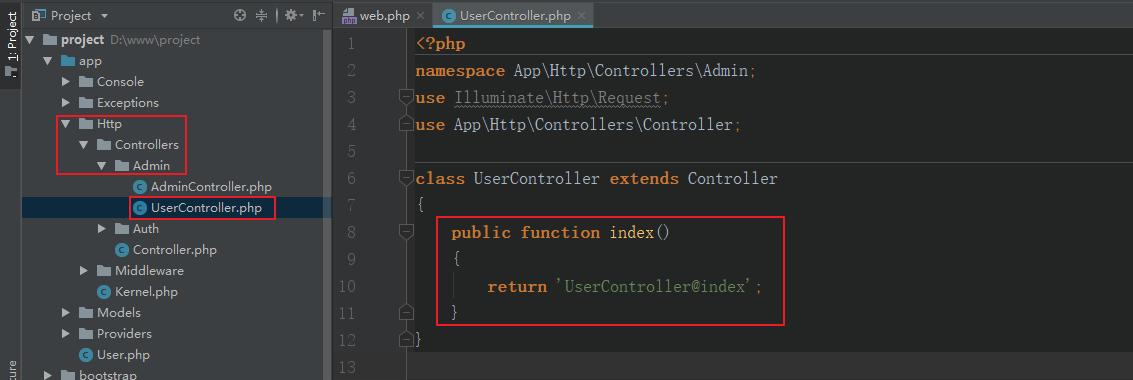 1: Project
ture
Project
project D:\www\project
app
Console
Exceptions
Http
Controllers
Admin
AdminController.php
UserController.php
Auth
Controller.php
Middleware
Kernel.php
Models
Providers
User.php
bootstrap
web.php UserController.php
1 <?php
2 namespace App\Http\Controllers\Admin;
3 use Illuminate\Http\Request;
4 use App\Http\Controllers\Controller;
5
6 class UserController extends Controller
7 {
8 public function index()
9 {
10 return 'UserController@index';
11 }
12 }
13